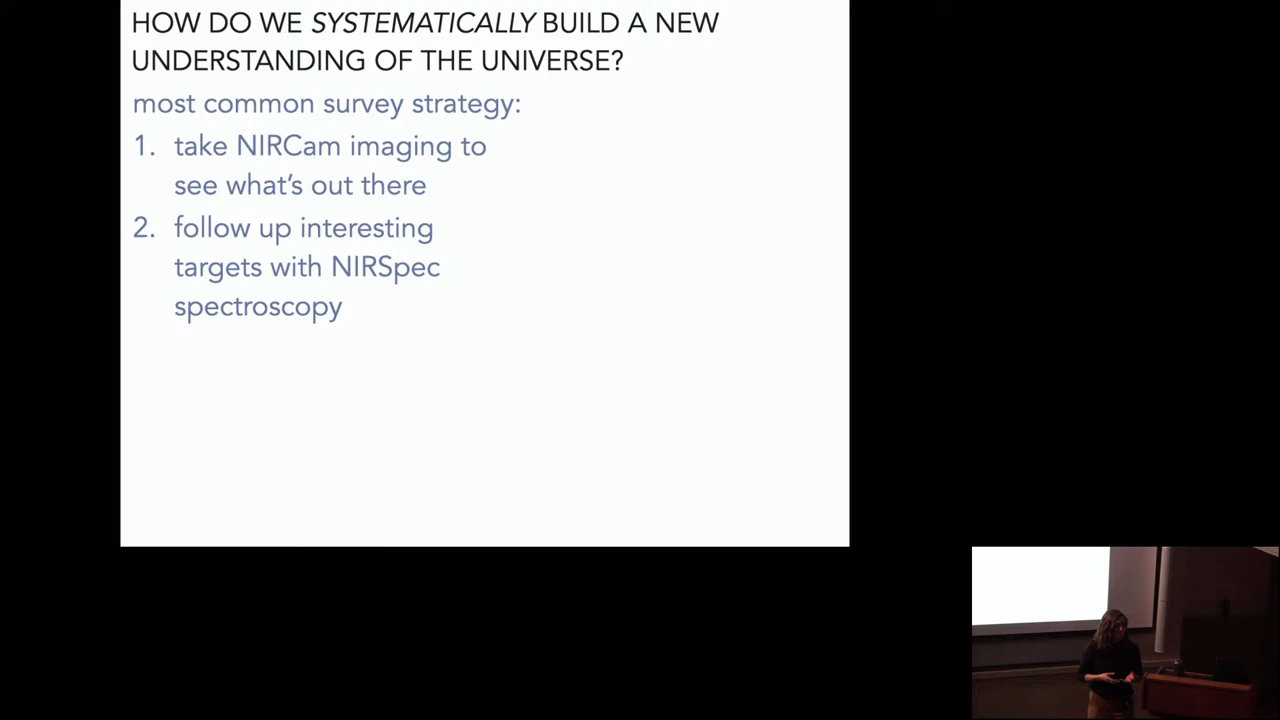 HOW DO WE SYSTEMATICALLY BUILD A NEW
UNDERSTANDING OF THE UNIVERSE?
most common survey strategy:
1. take NIRCam imaging to
see what's out there
2. follow up interesting
targets with NIRSpec
spectroscopy